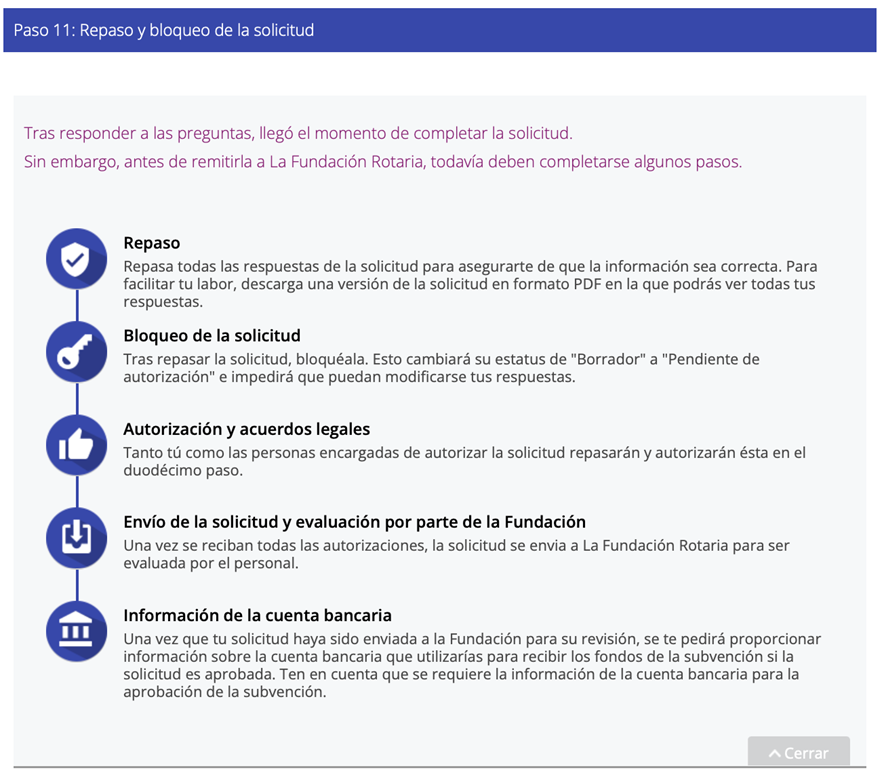 Paso 11: Repaso y bloqueo de la solicitud
Tras responder a las preguntas, llegó el momento de completar la solicitud.
Sin embargo, antes de remitirla a La Fundación Rotaria, todavía deben completarse algunos pasos.
Repaso
Repasa todas las respuestas de la solicitud para asegurarte de que la información sea correcta. Para
facilitar tu labor, descarga una versión de la solicitud en formato PDF en la que podrás ver todas tus
respuestas.
Bloqueo de la solicitud
Tras repasar la solicitud, bloquéala. Esto cambiará su estatus de "Borrador" a "Pendiente de
autorización" e impedirá que puedan modificarse tus respuestas.
Autorización y acuerdos legales
Tanto tú como las personas encargadas de autorizar la solicitud repasarán y autorizarán ésta en el
duodécimo paso.
Envío de la solicitud y evaluación por parte de la Fundación
Una vez se reciban todas las autorizaciones, la solicitud se envia a La Fundación Rotaria para ser
evaluada por el personal.
Información de la cuenta bancaria
Una vez que tu solicitud haya sido enviada a la Fundación para su revisión, se te pedirá proporcionar
información sobre la cuenta bancaria que utilizarías para recibir los fondos de la subvención si la
solicitud es aprobada. Ten en cuenta que se requiere la información de la cuenta bancaria para la
aprobación de la subvención.
Cerrar